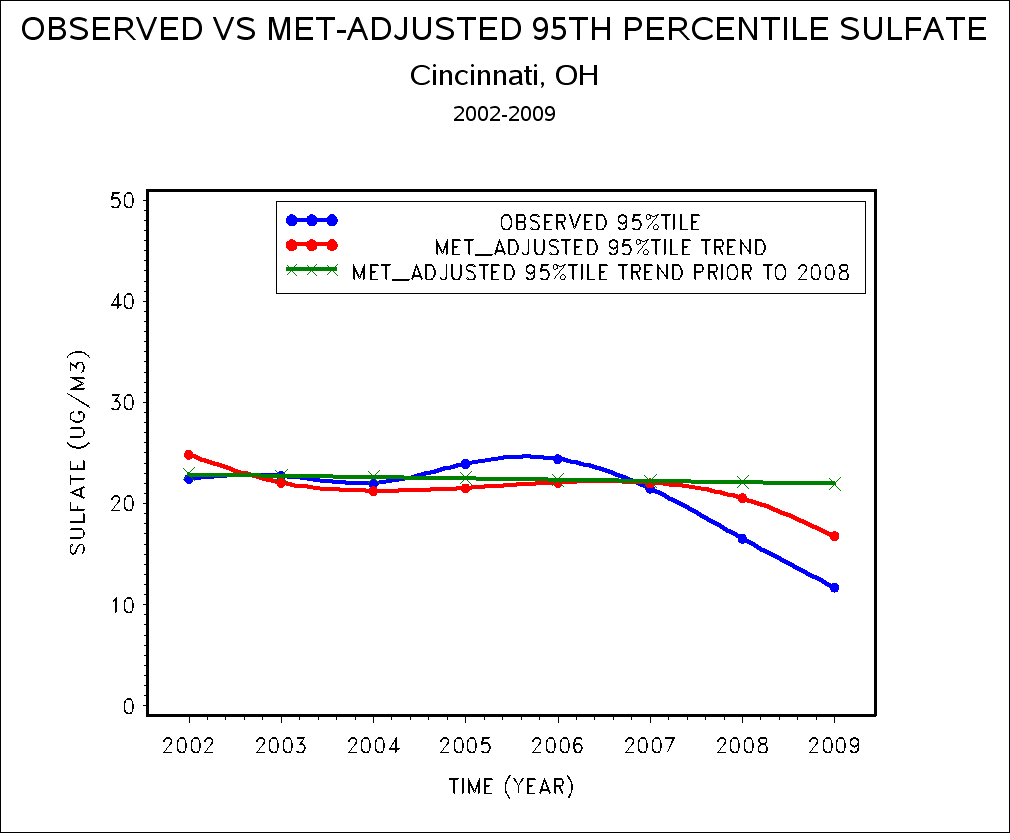 OBSERVED VS MET-ADJUSTED 95TH PERCENTILE SULFATE
Cincinnati, OH
2002-2009
OBSERVED 95%TILE
MET_ADJUSTED 95%TILE TREND
MET_ADJUSTED 95%TILE TREND PRIOR TO 2008
50
40
30
20
10
0
SULFATE (UG/M3)
2002 2003 2004 2005 2006 2007 2008 2009
TIME (YEAR)